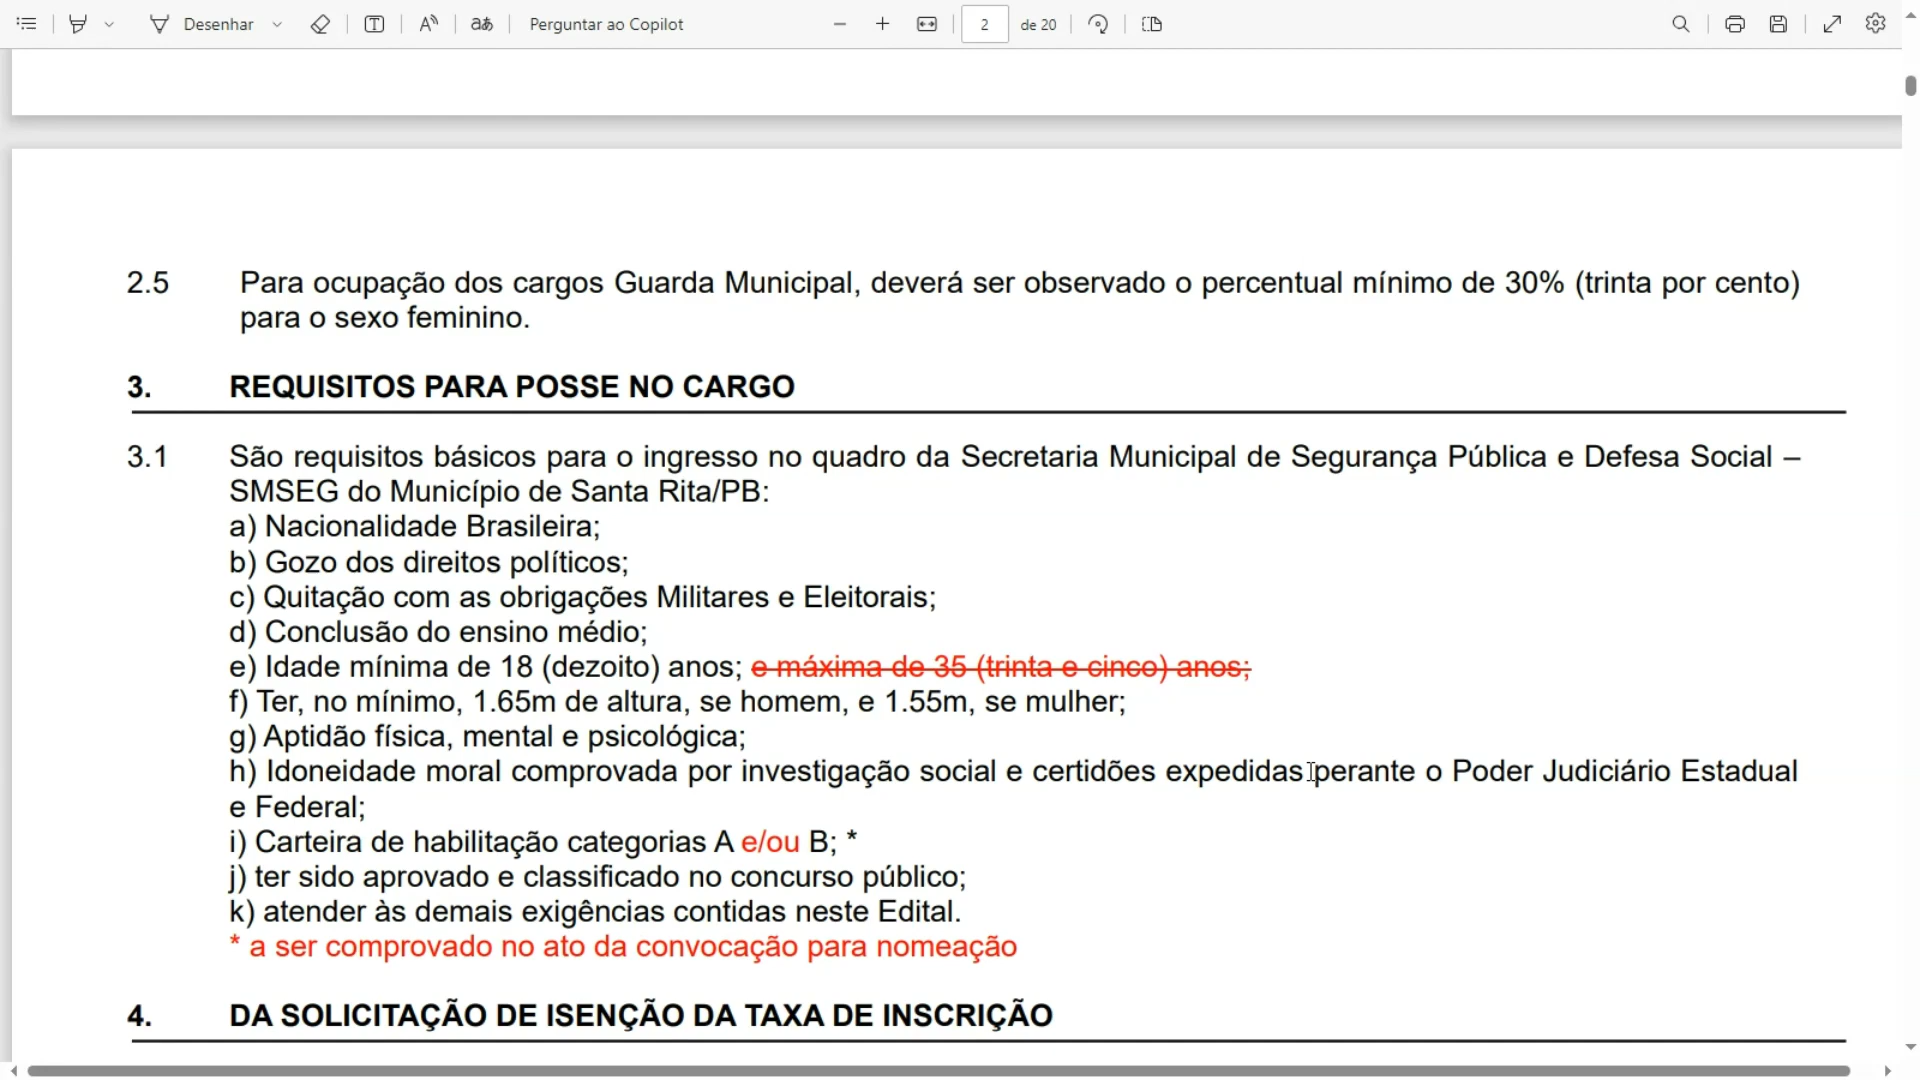 Desenhar
Perguntar ao Copilot
2
de 20
2.5 Para ocupação dos cargos Guarda Municipal, deverá ser observado o percentual mínimo de 30% (trinta por cento)
para o sexo feminino.
3. REQUISITOS PARA POSSE NO CARGO
3.1 São requisitos básicos para o ingresso no quadro da Secretaria Municipal de Segurança Pública e Defesa Social –
SMSEG do Município de Santa Rita/PB:
a) Nacionalidade Brasileira;
b) Gozo dos direitos políticos;
c) Quitação com as obrigações Militares e Eleitorais;
d) Conclusão do ensino médio;
e) Idade mínima de 18 (dezoito) anos; e máxima de 35 (trinta e cinco) anos;
f) Ter, no mínimo, 1.65m de altura, se homem, e 1.55m, se mulher;
g) Aptidão física, mental e psicológica;
h) Idoneidade moral comprovada por investigação social e certidões expedidas perante o Poder Judiciário Estadual
e Federal;
i) Carteira de habilitação categorias A e/ou B; *
j) ter sido aprovado e classificado no concurso público;
k) atender às demais exigências contidas neste Edital.
* a ser comprovado no ato da convocação para nomeação
4. DA SOLICITAÇÃO DE ISENÇÃO DA TAXA DE INSCRIÇÃO